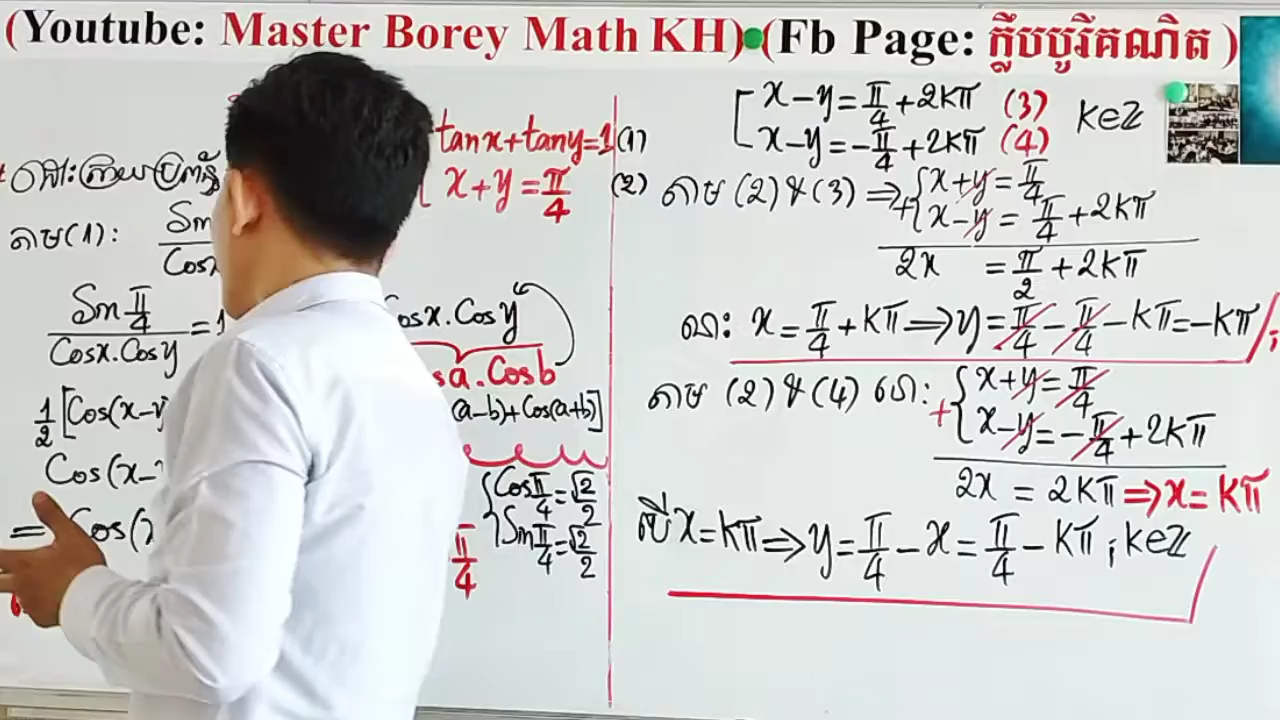 (Youtube: Master Borey Math KH) (Fb Page: ក្លឹបបូរីគណិត )
tanx+tany=1 (1)
x+y=π/4 (2)
តាម(1):
Sin π/4
Cosx.Cosy
Cosx.Cosy
a.Cosb
1/2 [Cos(x-y)
(a-b)+Cos(a+b)]
Cos(x-
= Cos(
π/4
Cos π/4 = √2/2
Sin π/4 = √2/2
x-y = π/4 + 2kπ (3)
x-y = -π/4 + 2kπ (4)
k∈ℤ
តាម (2) & (3) ⇒ x+y = π/4
+ x-y = π/4 + 2kπ
2x = π/2 + 2kπ
នោះ: x = π/4 + kπ ⇒ y = π/4 - π/4 - kπ = -kπ
តាម (2) & (4) នោះ: x+y = π/4
+ x-y = -π/4 + 2kπ
2x = 2kπ ⇒ x = kπ
បើ x=kπ ⇒ y = π/4 - x = π/4 - kπ ; k∈ℤ